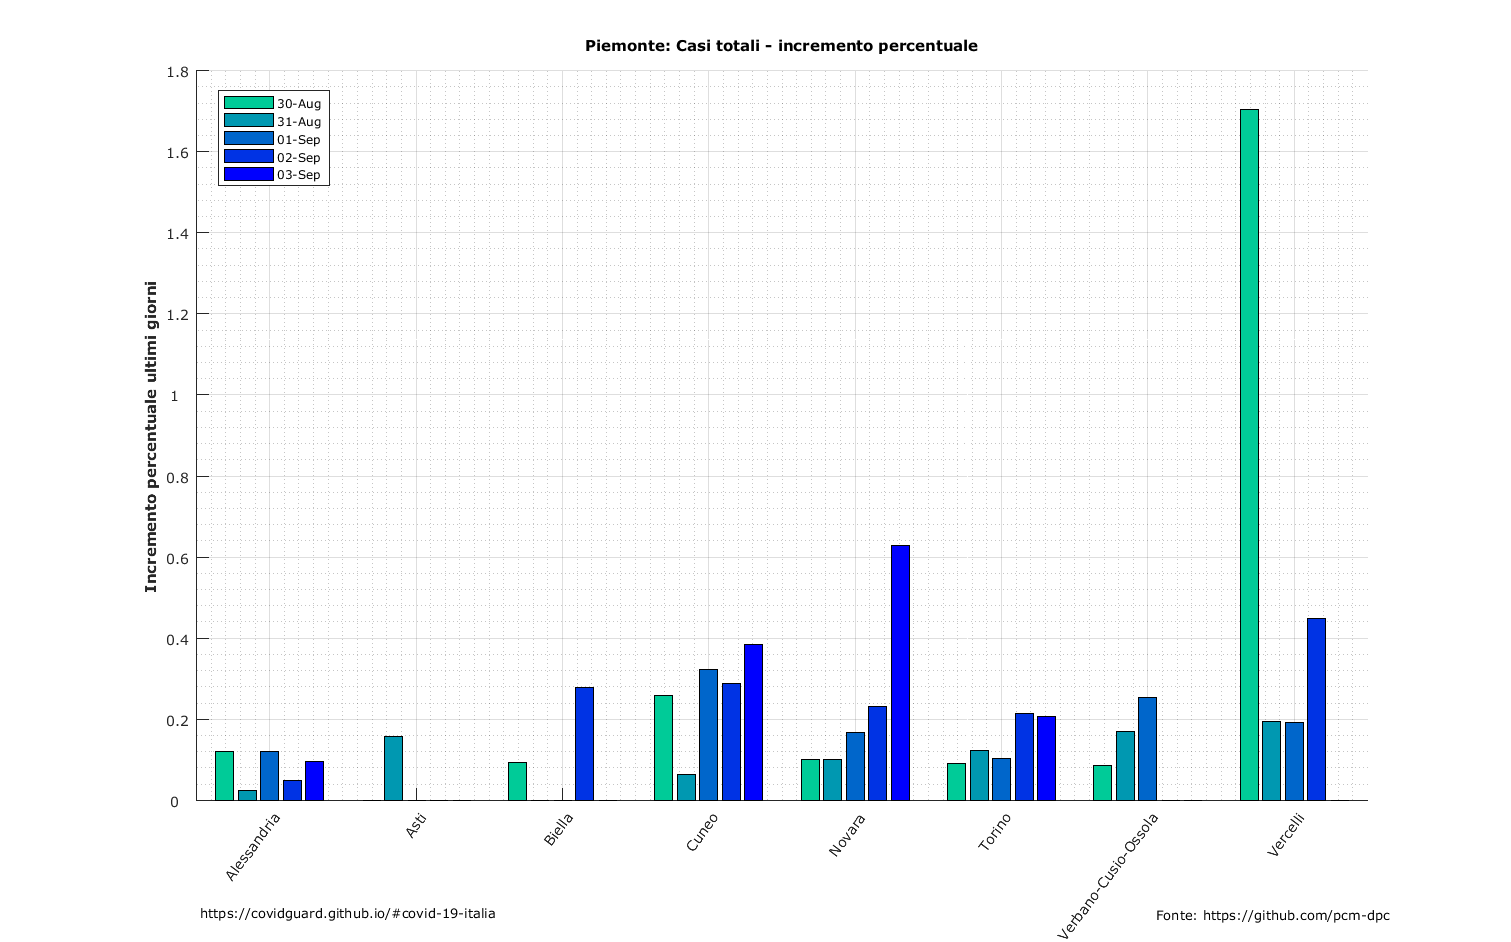 Piemonte: Casi totali - incremento percentuale
1.8
1.6
1.4
1.2
1
0.8
0.6
0.4
0.2
0
Incremento percentuale ultimi giorni
30-Aug
31-Aug
01-Sep
02-Sep
03-Sep
Alessandria
Asti
Biella
Cuneo
Novara
Torino
Verbano-Cusio-Ossola
Vercelli
https://covidguard.github.io/#covid-19-italia
Fonte: https://github.com/pcm-dpc